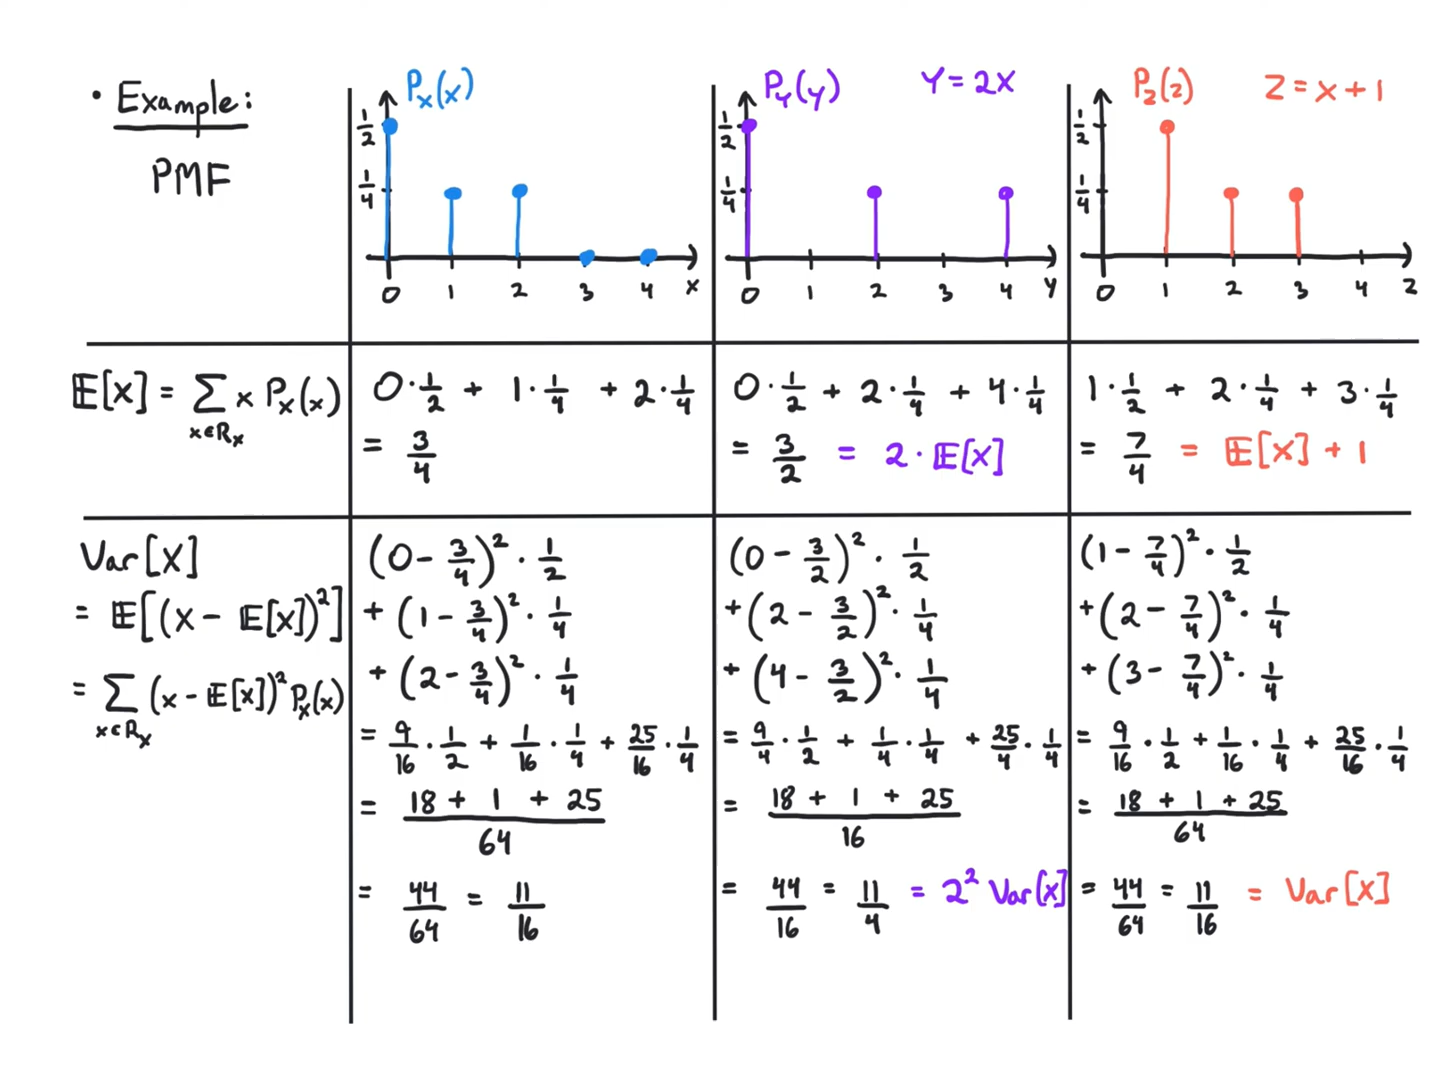 • Example:
PMF
P_X(x)
1/2
1/4
0 1 2 3 4 x
P_Y(y) Y = 2X
1/2
1/4
0 1 2 3 4 y
P_Z(z) Z = X + 1
1/2
1/4
0 1 2 3 4 z
𝔼[X] = ∑_{x∈R_X} x P_X(x)
0 · 1/2 + 1 · 1/4 + 2 · 1/4
= 3/4
0 · 1/2 + 2 · 1/4 + 4 · 1/4
= 3/2 = 2 · 𝔼[X]
1 · 1/2 + 2 · 1/4 + 3 · 1/4
= 7/4 = 𝔼[X] + 1
Var[X]
= 𝔼[(X − 𝔼[X])²]
= ∑_{x∈R_X} (x − 𝔼[X])² P_X(x)
(0 − 3/4)² · 1/2
+ (1 − 3/4)² · 1/4
+ (2 − 3/4)² · 1/4
= 9/16 · 1/2 + 1/16 · 1/4 + 25/16 · 1/4
= (18 + 1 + 25)/64
= 44/64 = 11/16
(0 − 3/2)² · 1/2
+ (2 − 3/2)² · 1/4
+ (4 − 3/2)² · 1/4
= 9/4 · 1/2 + 1/4 · 1/4 + 25/4 · 1/4
= (18 + 1 + 25)/16
= 44/16 = 11/4 = 2² Var[X]
(1 − 7/4)² · 1/2
+ (2 − 7/4)² · 1/4
+ (3 − 7/4)² · 1/4
= 9/16 · 1/2 + 1/16 · 1/4 + 25/16 · 1/4
= (18 + 1 + 25)/64
= 44/64 = 11/16 = Var[X]